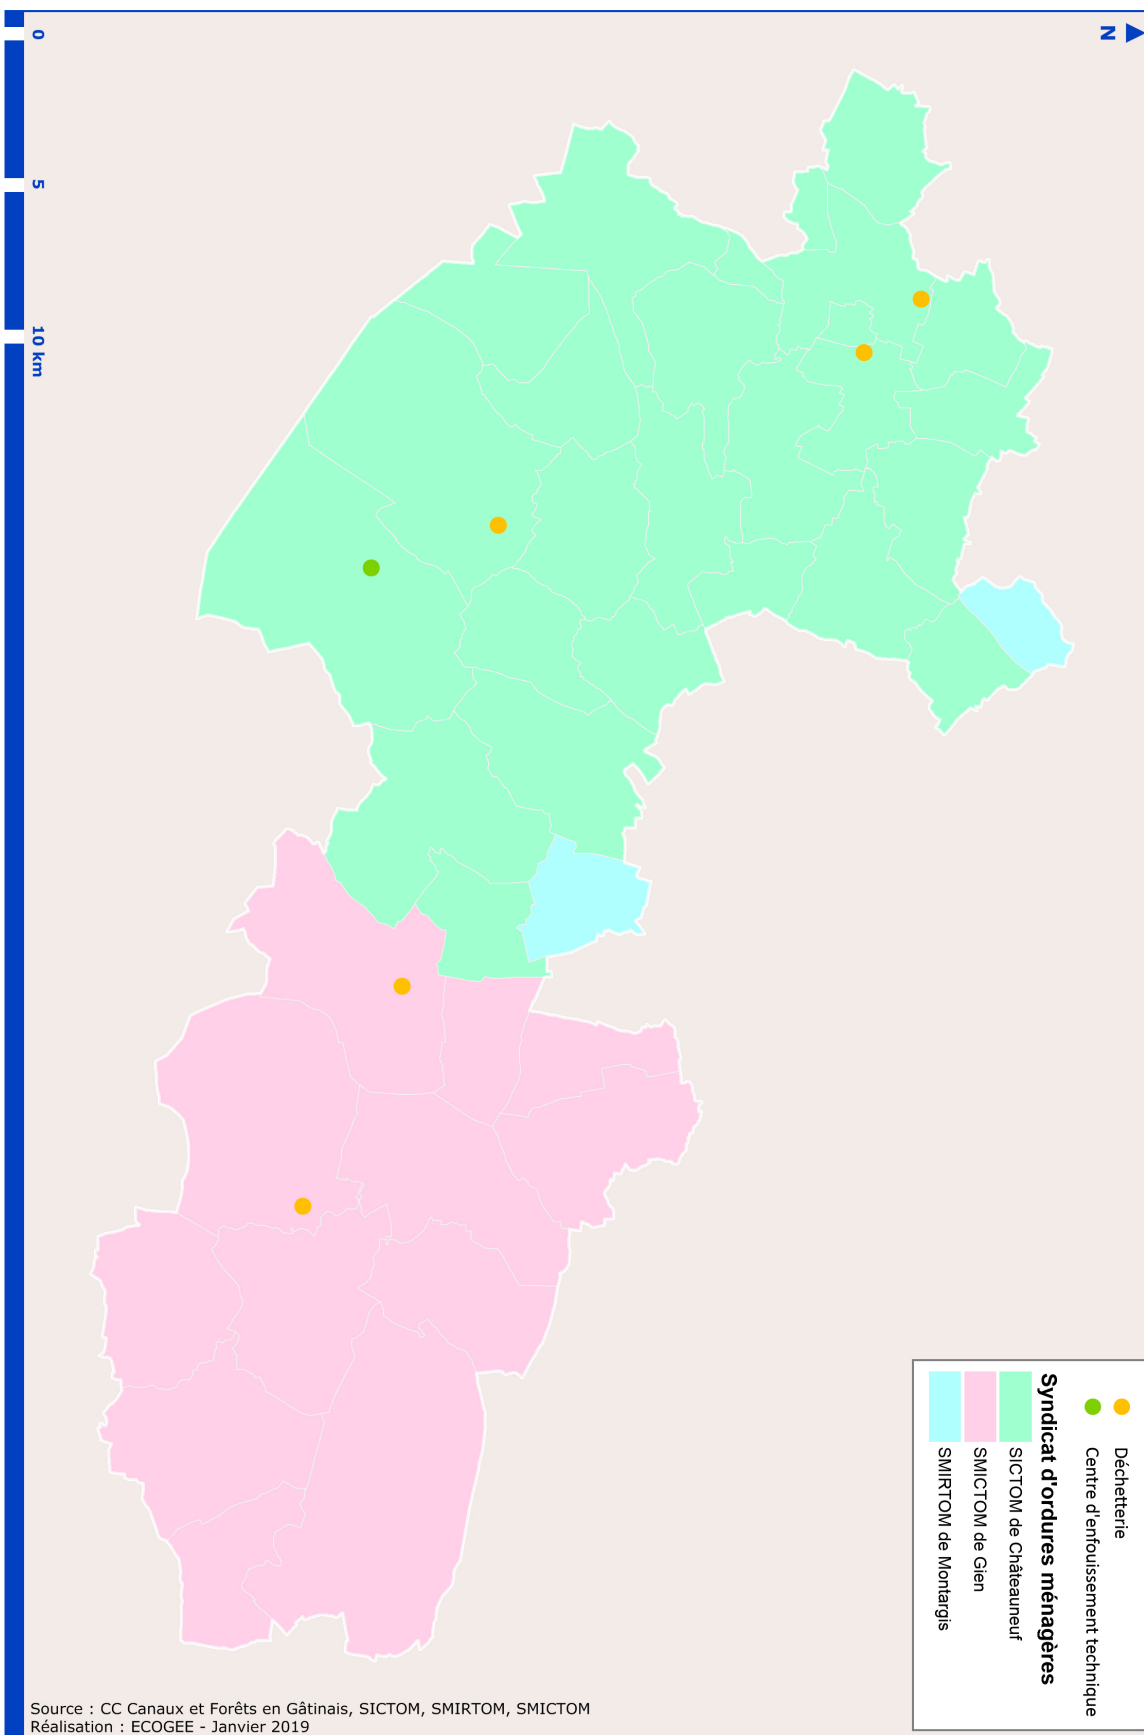 N
0
5
10 km
Déchetterie
Centre d'enfouissement technique
Syndicat d'ordures ménagères
SICTOM de Châteauneuf
SMICTOM de Gien
SMIRTOM de Montargis
Source : CC Canaux et Forêts en Gâtinais, SICTOM, SMIRTOM, SMICTOM
Réalisation : ECOGEE - Janvier 2019